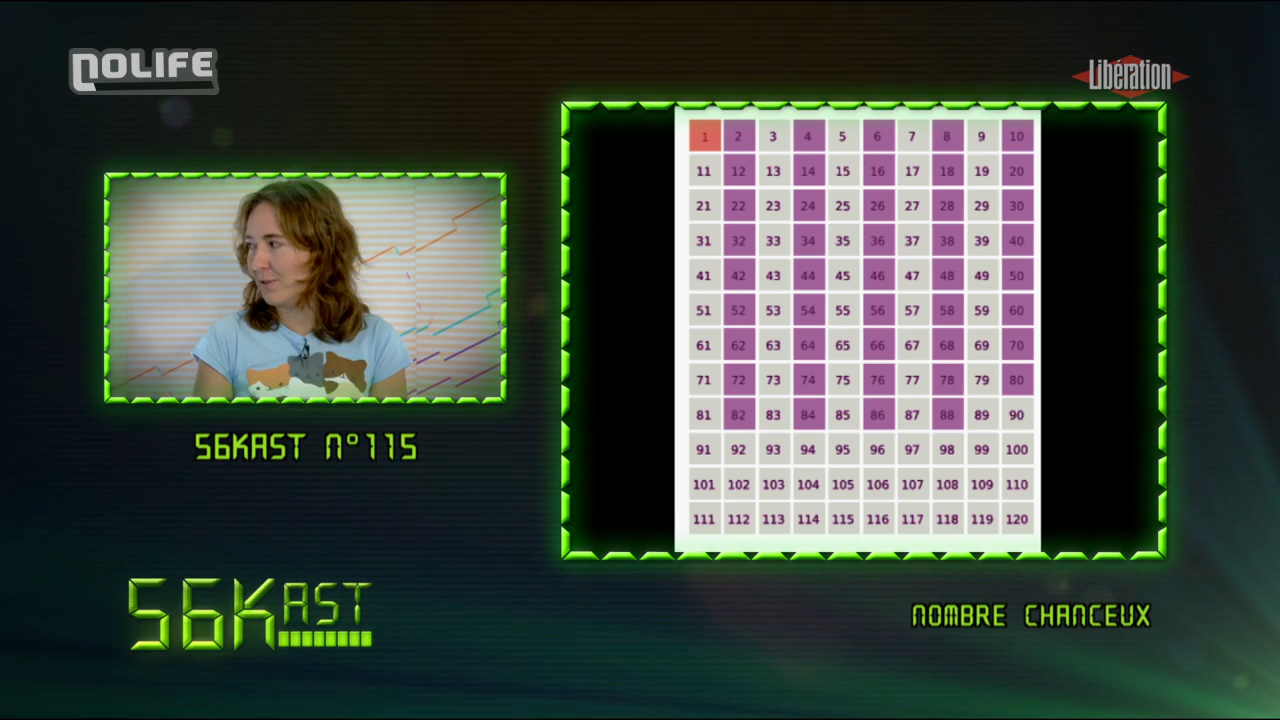 NOLIFE
Libération
1 2 3 4 5 6 7 8 9 10
11 12 13 14 15 16 17 18 19 20
21 22 23 24 25 26 27 28 29 30
31 32 33 34 35 36 37 38 39 40
41 42 43 44 45 46 47 48 49 50
51 52 53 54 55 56 57 58 59 60
61 62 63 64 65 66 67 68 69 70
71 72 73 74 75 76 77 78 79 80
81 82 83 84 85 86 87 88 89 90
91 92 93 94 95 96 97 98 99 100
101 102 103 104 105 106 107 108 109 110
111 112 113 114 115 116 117 118 119 120
56KAST N°115
56KAST
NOMBRE CHANCEUX